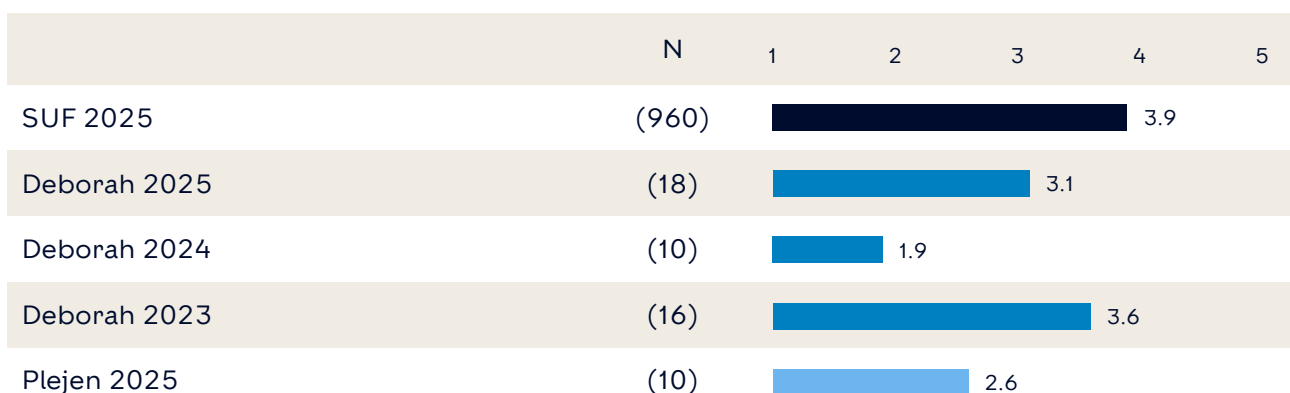 N 1 2 3 4 5
SUF 2025 (960) 3.9
Deborah 2025 (18) 3.1
Deborah 2024 (10) 1.9
Deborah 2023 (16) 3.6
Plejen 2025 (10) 2.6